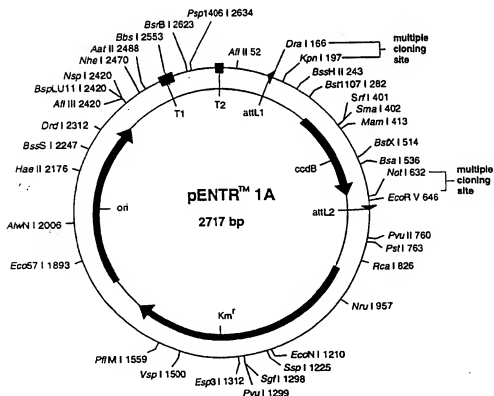 Psp1406 I 2634
BsrB I 2623
Bbs I 2553
Aat II 2488
Nhe I 2470
Nsp I 2420
BspLU11 I 2420
Afl III 2420
Drd I 2312
BssS I 2247
Hae II 2176
AlwN I 2006
Eco57 I 1893
PflM I 1559
Vsp I 1500
Esp3 I 1312
Pvu I 1299
Sgf I 1298
Ssp I 1225
EcoN I 1210
Nru I 957
Rca I 826
Pst I 763
Pvu II 760
EcoR V 646
Not I 632
multiple
cloning
site
Bsa I 536
BstX I 514
Mam I 413
Sma I 402
Srf I 401
Bst1107 I 282
BssH II 243
Kpn I 197
Dra I 166
multiple
cloning
site
Afl II 52
T1
T2
attL1
ccdB
attL2
Kmr
ori
pENTR™ 1A
2717 bp